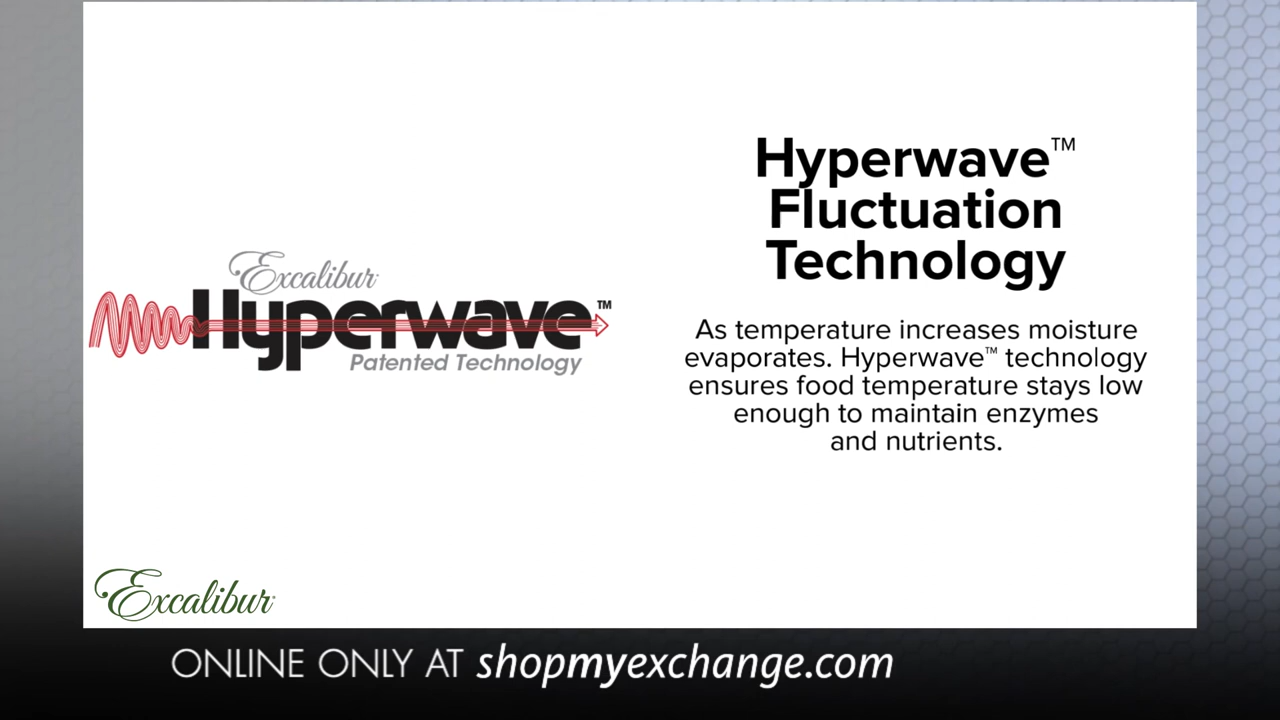 Hyperwave™
Fluctuation
Technology
As temperature increases moisture
evaporates. Hyperwave™ technology
ensures food temperature stays low
enough to maintain enzymes
and nutrients.
Excalibur
Hyperwave™
Patented Technology
Excalibur
ONLINE ONLY AT shopmyexchange.com